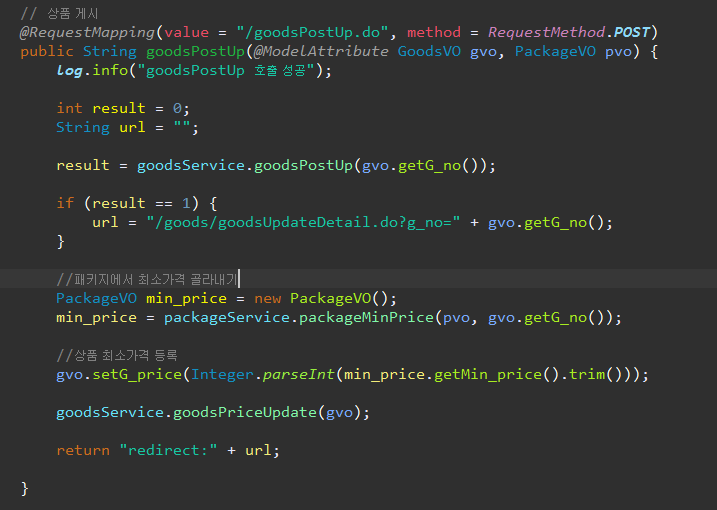 // 상품 게시
@RequestMapping(value = "/goodsPostUp.do", method = RequestMethod.POST)
public String goodsPostUp(@ModelAttribute GoodsVO gvo, PackageVO pvo) {
log.info("goodsPostUp 호출 성공");
int result = 0;
String url = "";
result = goodsService.goodsPostUp(gvo.getG_no());
if (result == 1) {
url = "/goods/goodsUpdateDetail.do?g_no=" + gvo.getG_no();
}
//패키지에서 최소가격 골라내기
PackageVO min_price = new PackageVO();
min_price = packageService.packageMinPrice(pvo, gvo.getG_no());
//상품 최소가격 등록
gvo.setG_price(Integer.parseInt(min_price.getMin_price().trim()));
goodsService.goodsPriceUpdate(gvo);
return "redirect:" + url;
}